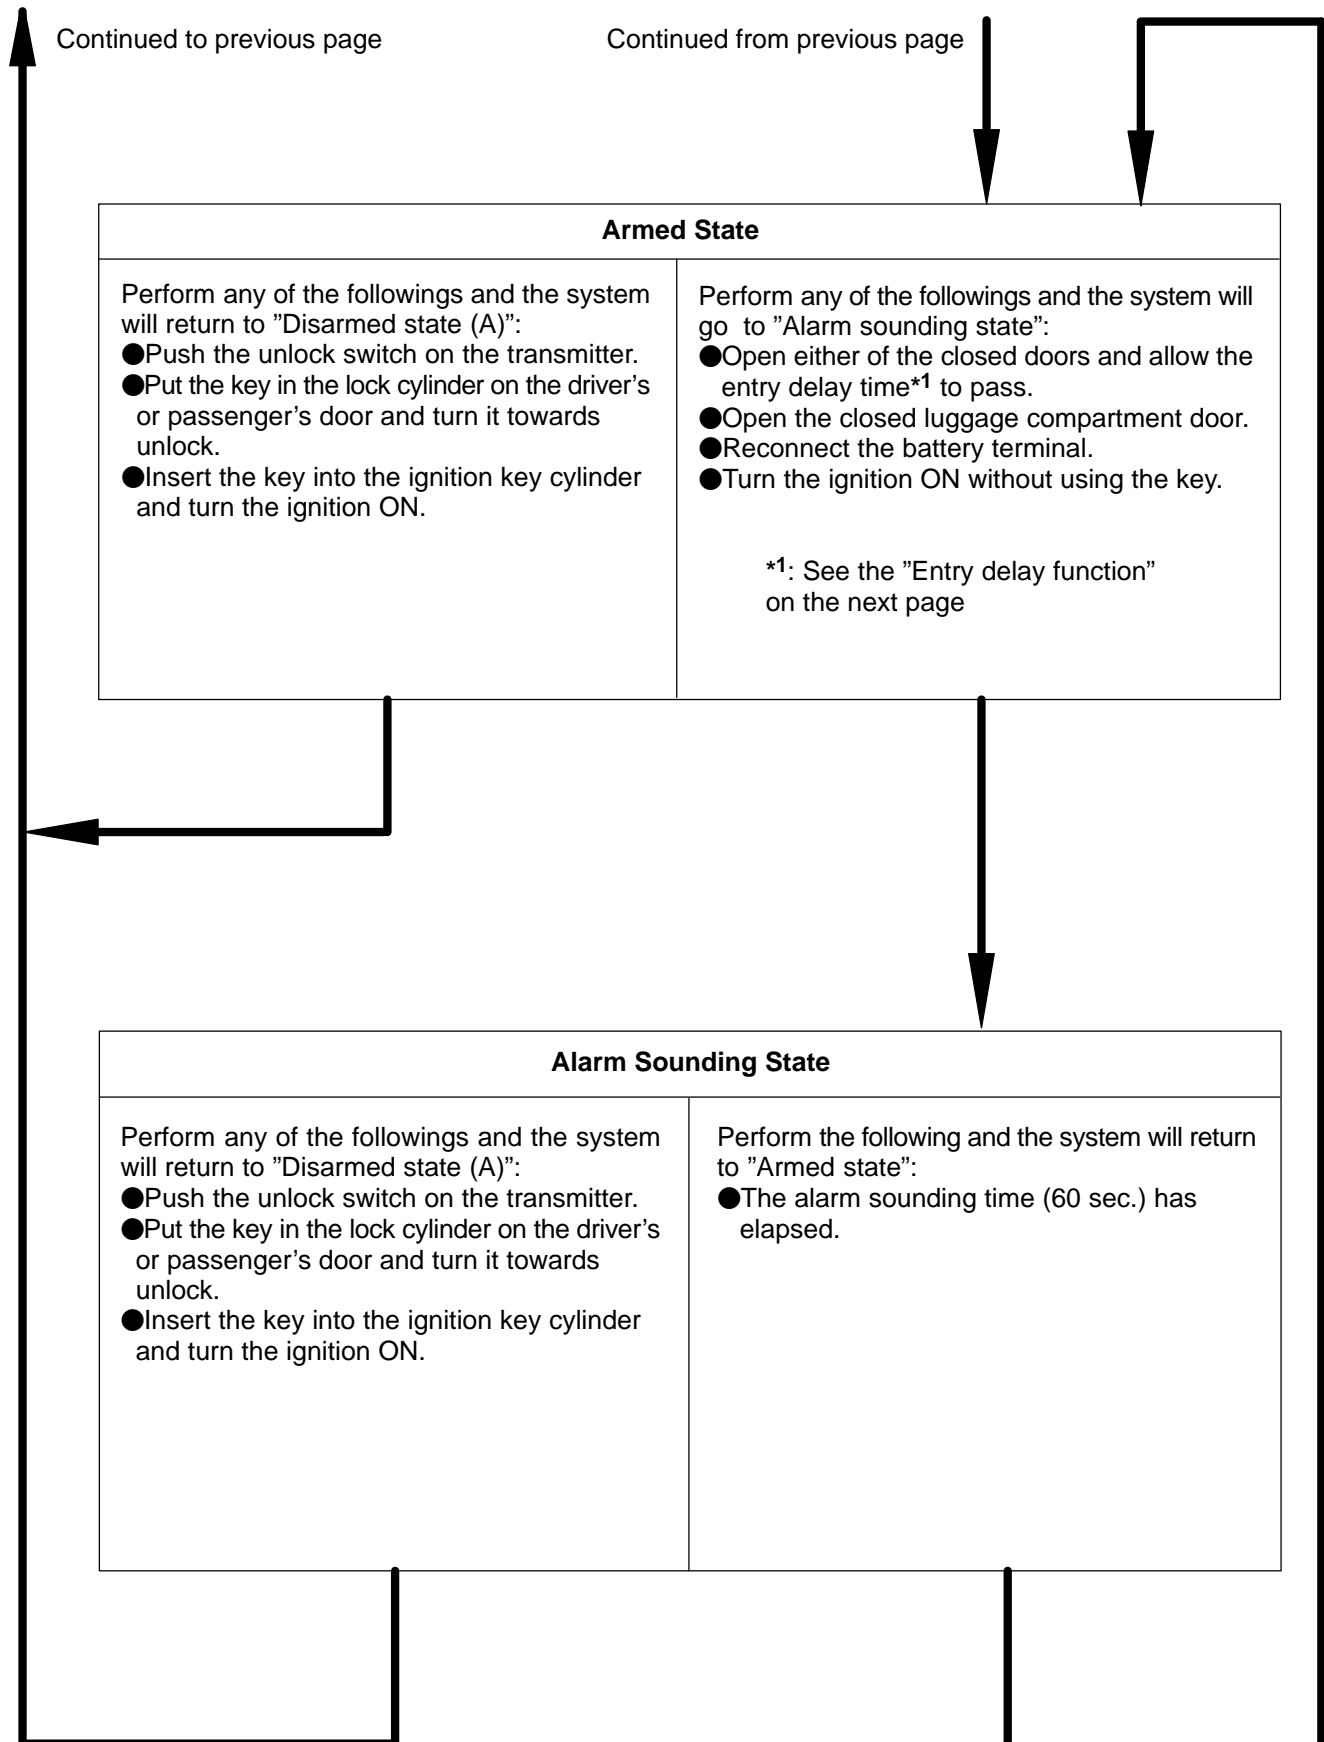 Continued to previous page
Continued from previous page
Armed State
Perform any of the followings and the system
will return to ”Disarmed state (A)”:
●Push the unlock switch on the transmitter.
●Put the key in the lock cylinder on the driver’s
or passenger’s door and turn it towards
unlock.
●Insert the key into the ignition key cylinder
and turn the ignition ON.
Perform any of the followings and the system will
go to ”Alarm sounding state”:
●Open either of the closed doors and allow the
entry delay time*1 to pass.
●Open the closed luggage compartment door.
●Reconnect the battery terminal.
●Turn the ignition ON without using the key.
*1: See the ”Entry delay function”
on the next page
Alarm Sounding State
Perform any of the followings and the system
will return to ”Disarmed state (A)”:
●Push the unlock switch on the transmitter.
●Put the key in the lock cylinder on the driver’s
or passenger’s door and turn it towards
unlock.
●Insert the key into the ignition key cylinder
and turn the ignition ON.
Perform the following and the system will return
to ”Armed state”:
●The alarm sounding time (60 sec.) has
elapsed.